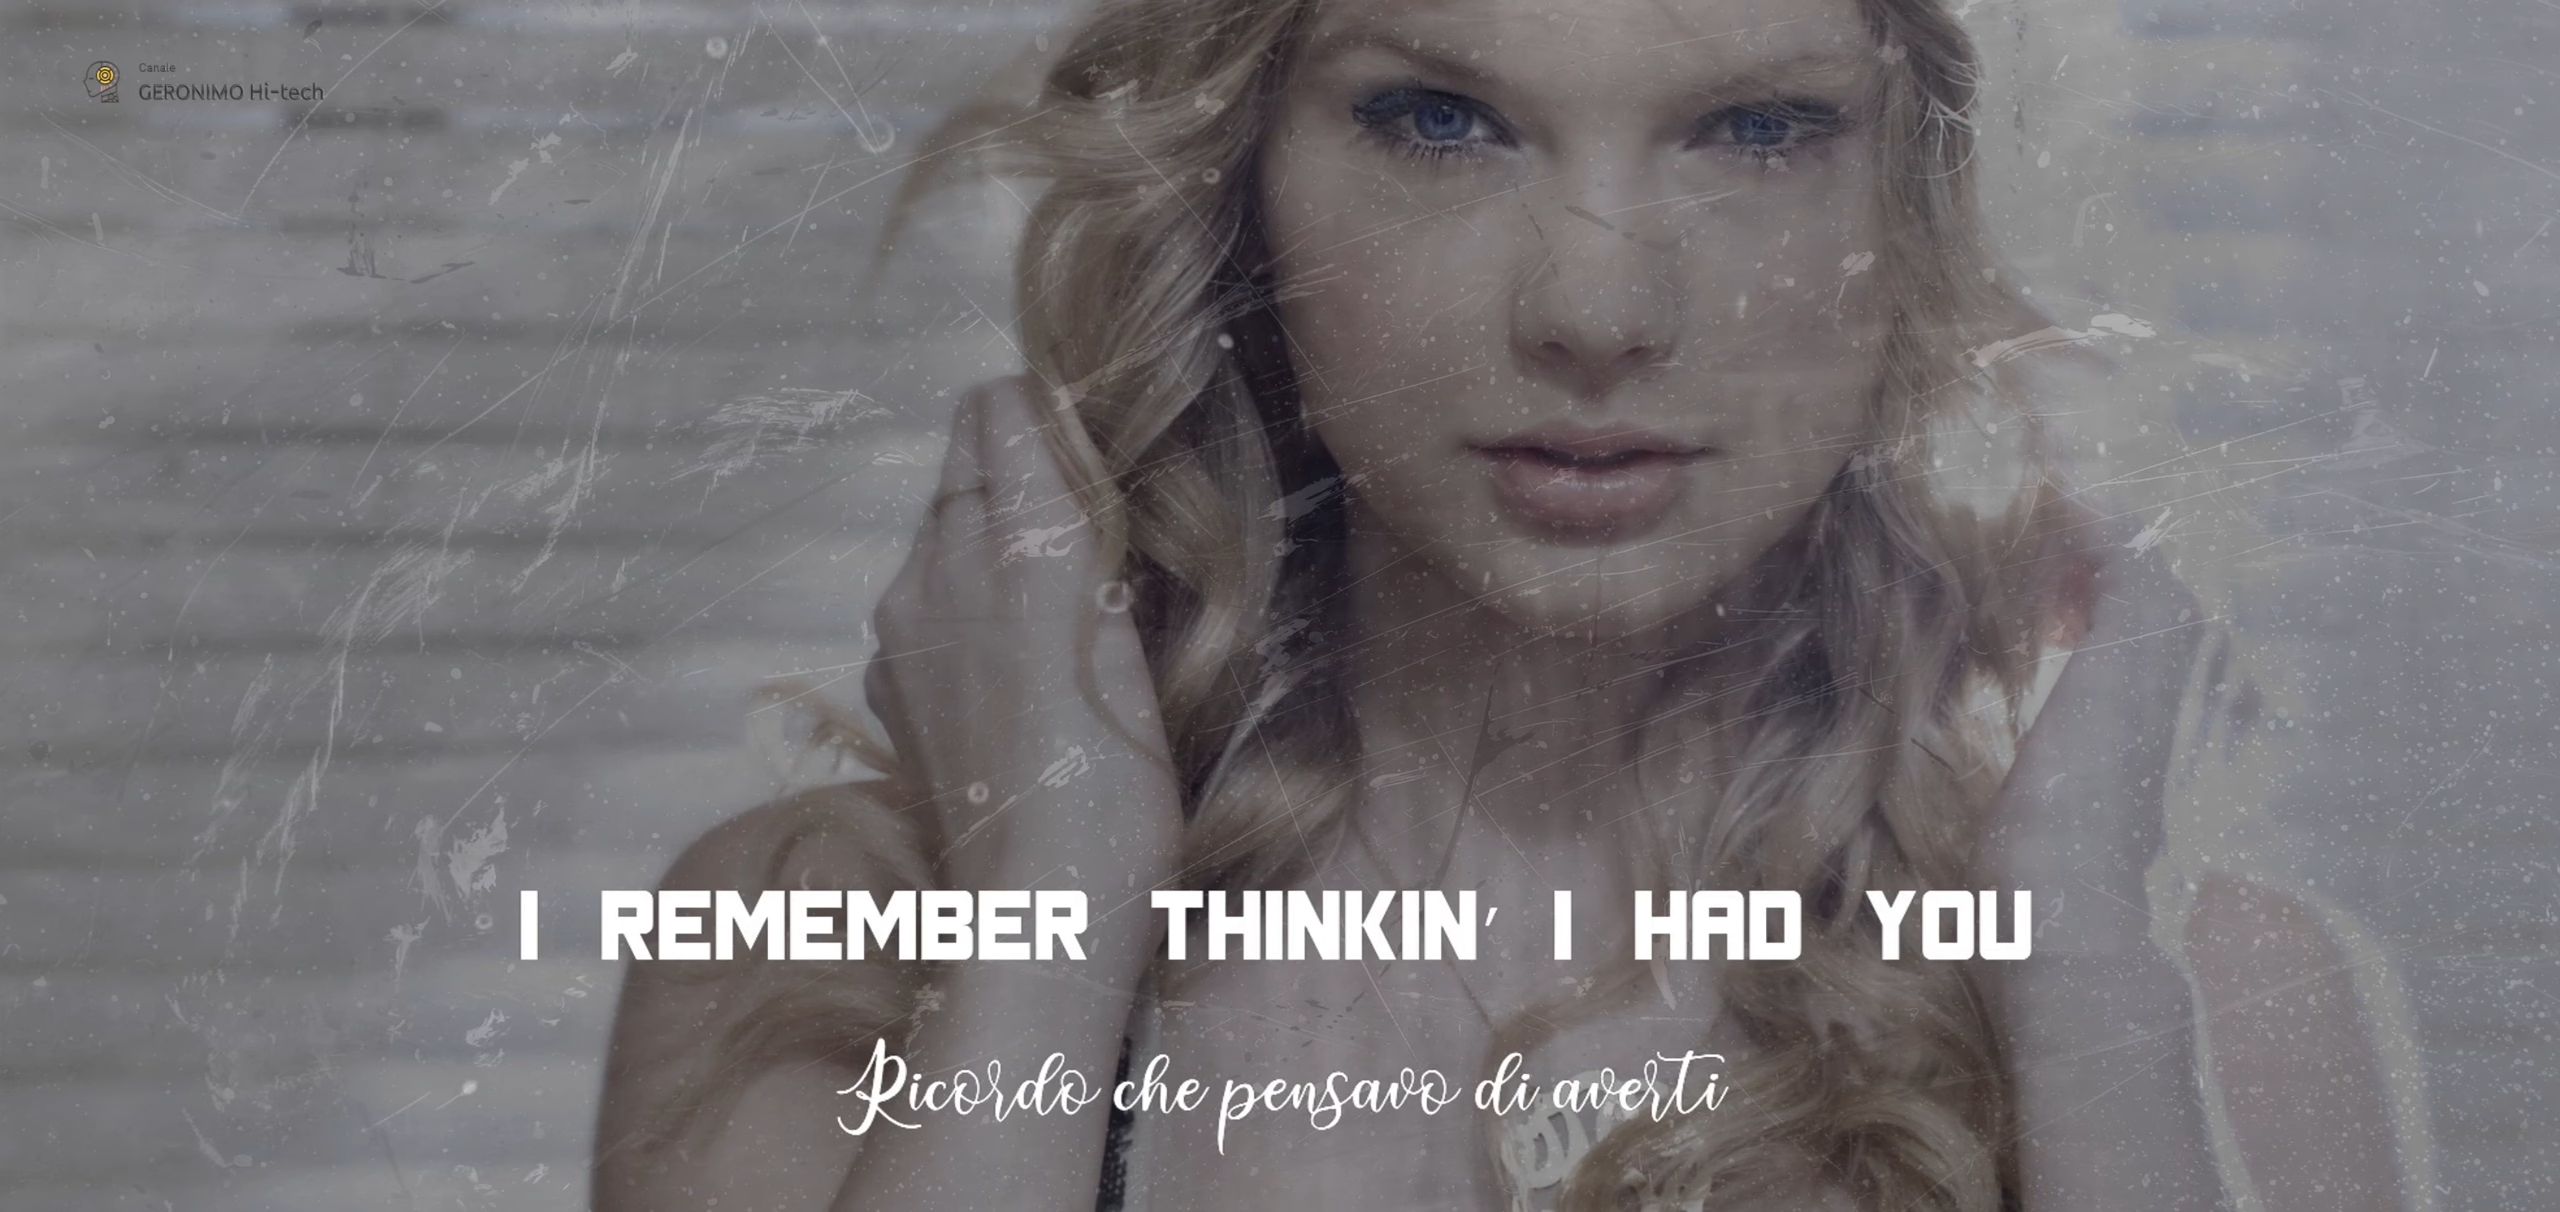 Canale
GERONIMO Hi-tech
I REMEMBER THINKIN' I HAD YOU
Ricordo che pensavo di averti